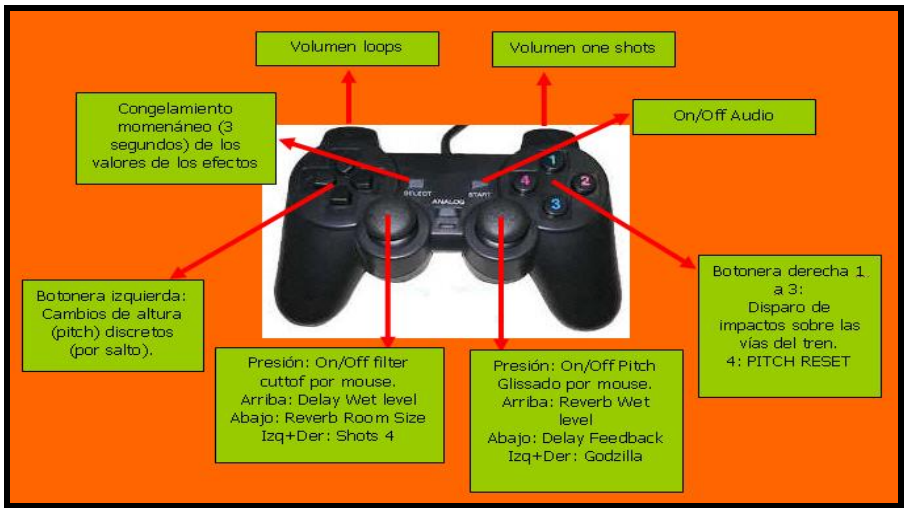 Volumen loops
Volumen one shots
Congelamiento
momenáneo (3
segundos) de los
valores de los efectos
On/Off Audio
1
4
2
3
SELECT
START
ANALOG
Botonera izquierda:
Cambios de altura
(pitch) discretos
(por salto).
Botonera derecha 1
a 3:
Disparo de
impactos sobre las
vías del tren.
4: PITCH RESET
Presión: On/Off filter
cuttof por mouse.
Arriba: Delay Wet level
Abajo: Reverb Room Size
Izq+Der: Shots 4
Presión: On/Off Pitch
Glissado por mouse.
Arriba: Reverb Wet
level
Abajo: Delay Feedback
Izq+Der: Godzilla